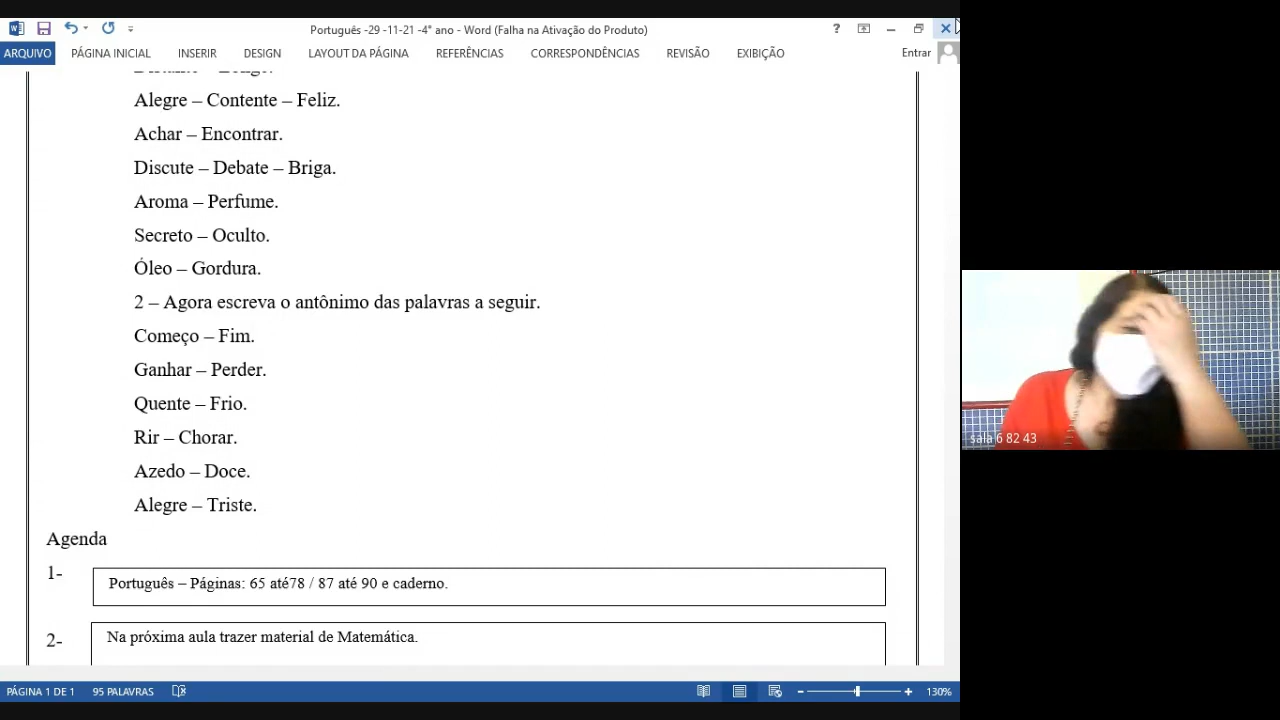 Português -29 -11-21 -4° ano - Word (Falha na Ativação do Produto)
?
ARQUIVO PÁGINA INICIAL INSERIR DESIGN LAYOUT DA PÁGINA REFERÊNCIAS CORRESPONDÊNCIAS REVISÃO EXIBIÇÃO Entrar
Alegre – Contente – Feliz.
Achar – Encontrar.
Discute – Debate – Briga.
Aroma – Perfume.
Secreto – Oculto.
Óleo – Gordura.
2 – Agora escreva o antônimo das palavras a seguir.
Começo – Fim.
Ganhar – Perder.
Quente – Frio.
Rir – Chorar.
Azedo – Doce.
Alegre – Triste.
Agenda
1-
Português – Páginas: 65 até78 / 87 até 90 e caderno.
2-
Na próxima aula trazer material de Matemática.
sala 6 82 43
PÁGINA 1 DE 1 95 PALAVRAS 130%